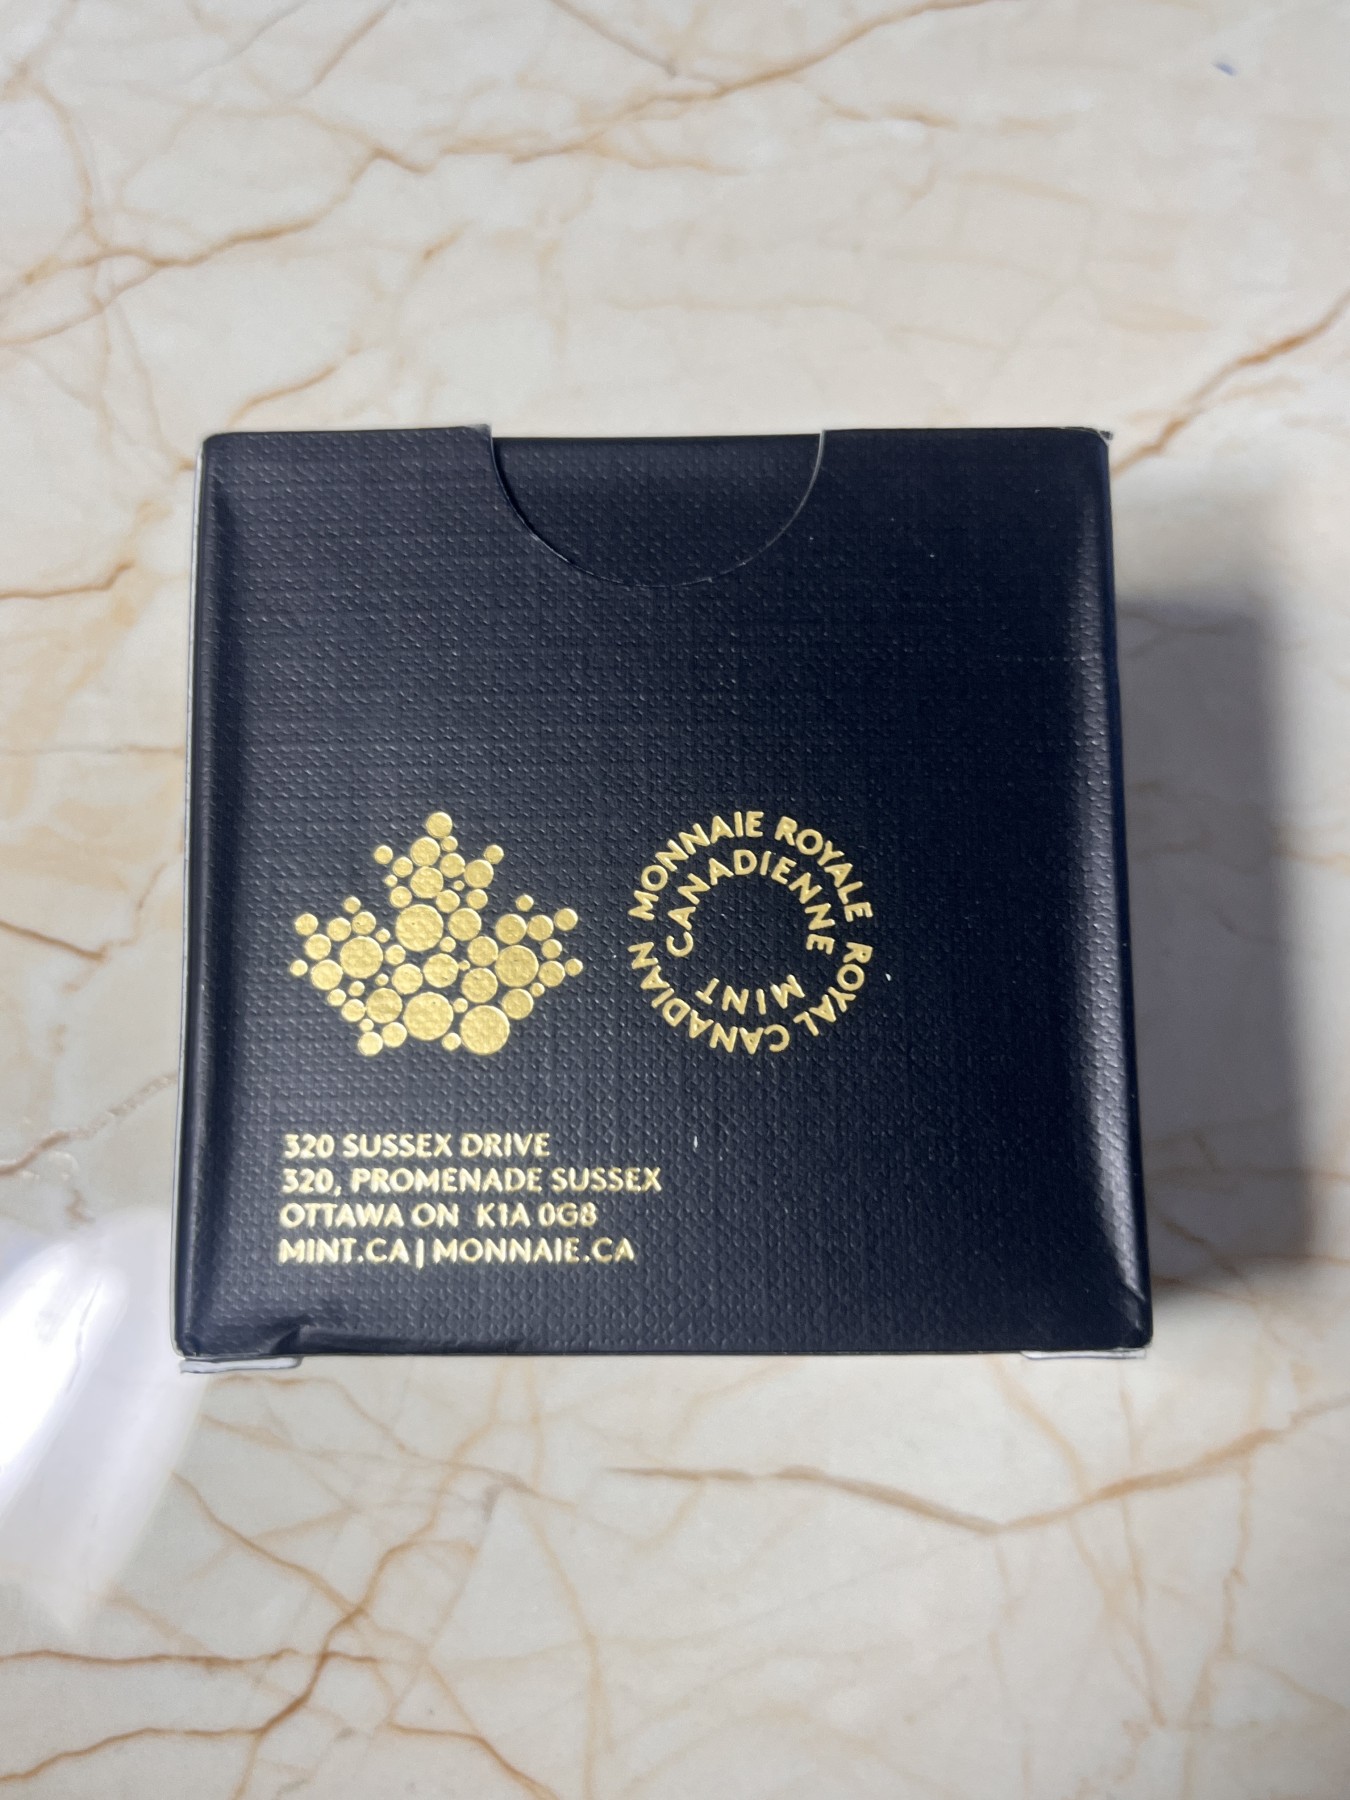 MONNAIE ROYALE
CANADIENNE
ROYAL CANADIAN
MINT
320 SUSSEX DRIVE
320, PROMENADE SUSSEX
OTTAWA ON K1A 0G8
MINT.CA | MONNAIE.CA